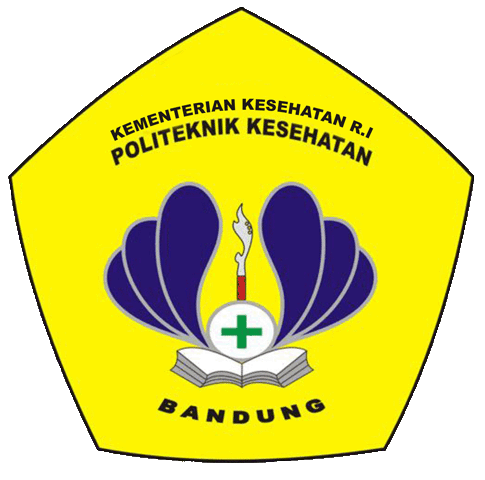 KEMENTERIAN KESEHATAN R.I
POLITEKNIK KESEHATAN
BANDUNG